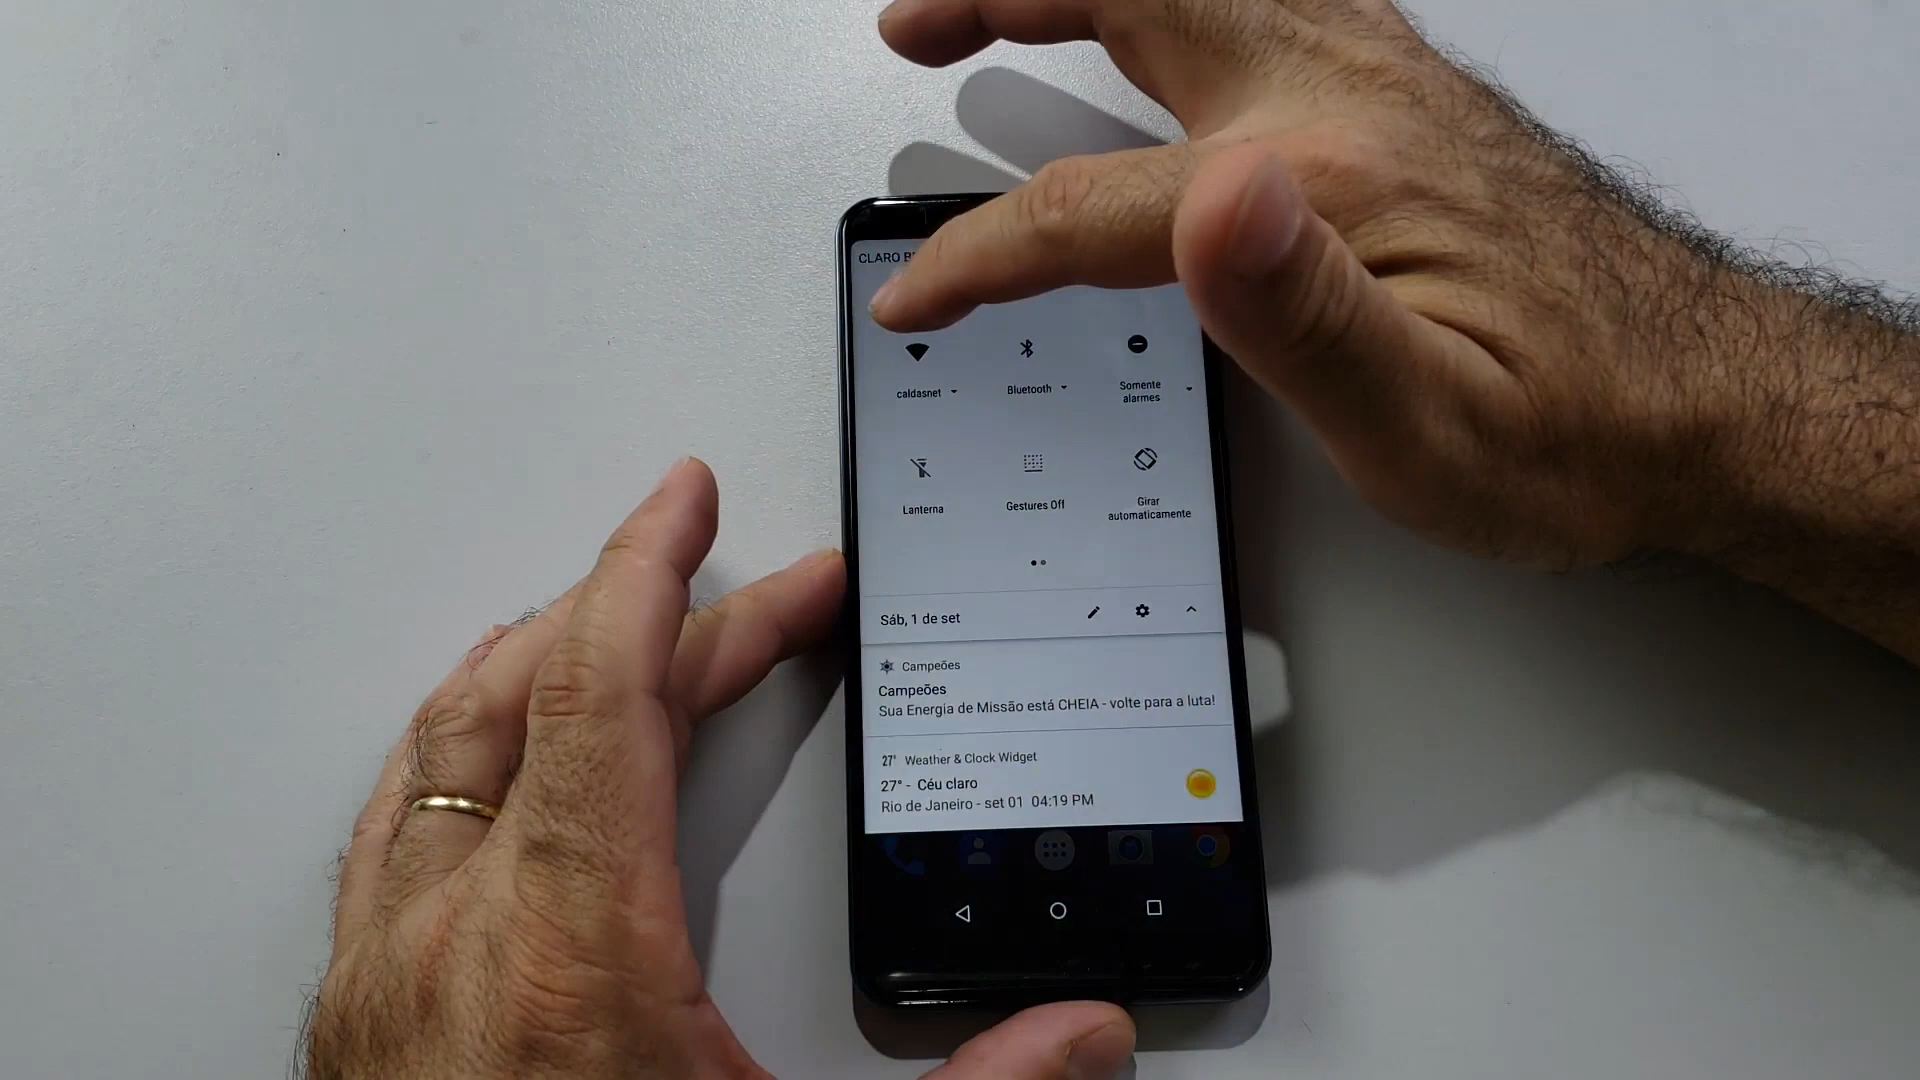 CLARO
caldasnet
Bluetooth
Somente
alarmes
Lanterna
Gestures Off
Girar
automaticamente
Sáb, 1 de set
Campeões
Campeões
Sua Energia de Missão está CHEIA - volte para a luta!
27° Weather & Clock Widget
27° - Céu claro
Rio de Janeiro - set 01 04:19 PM